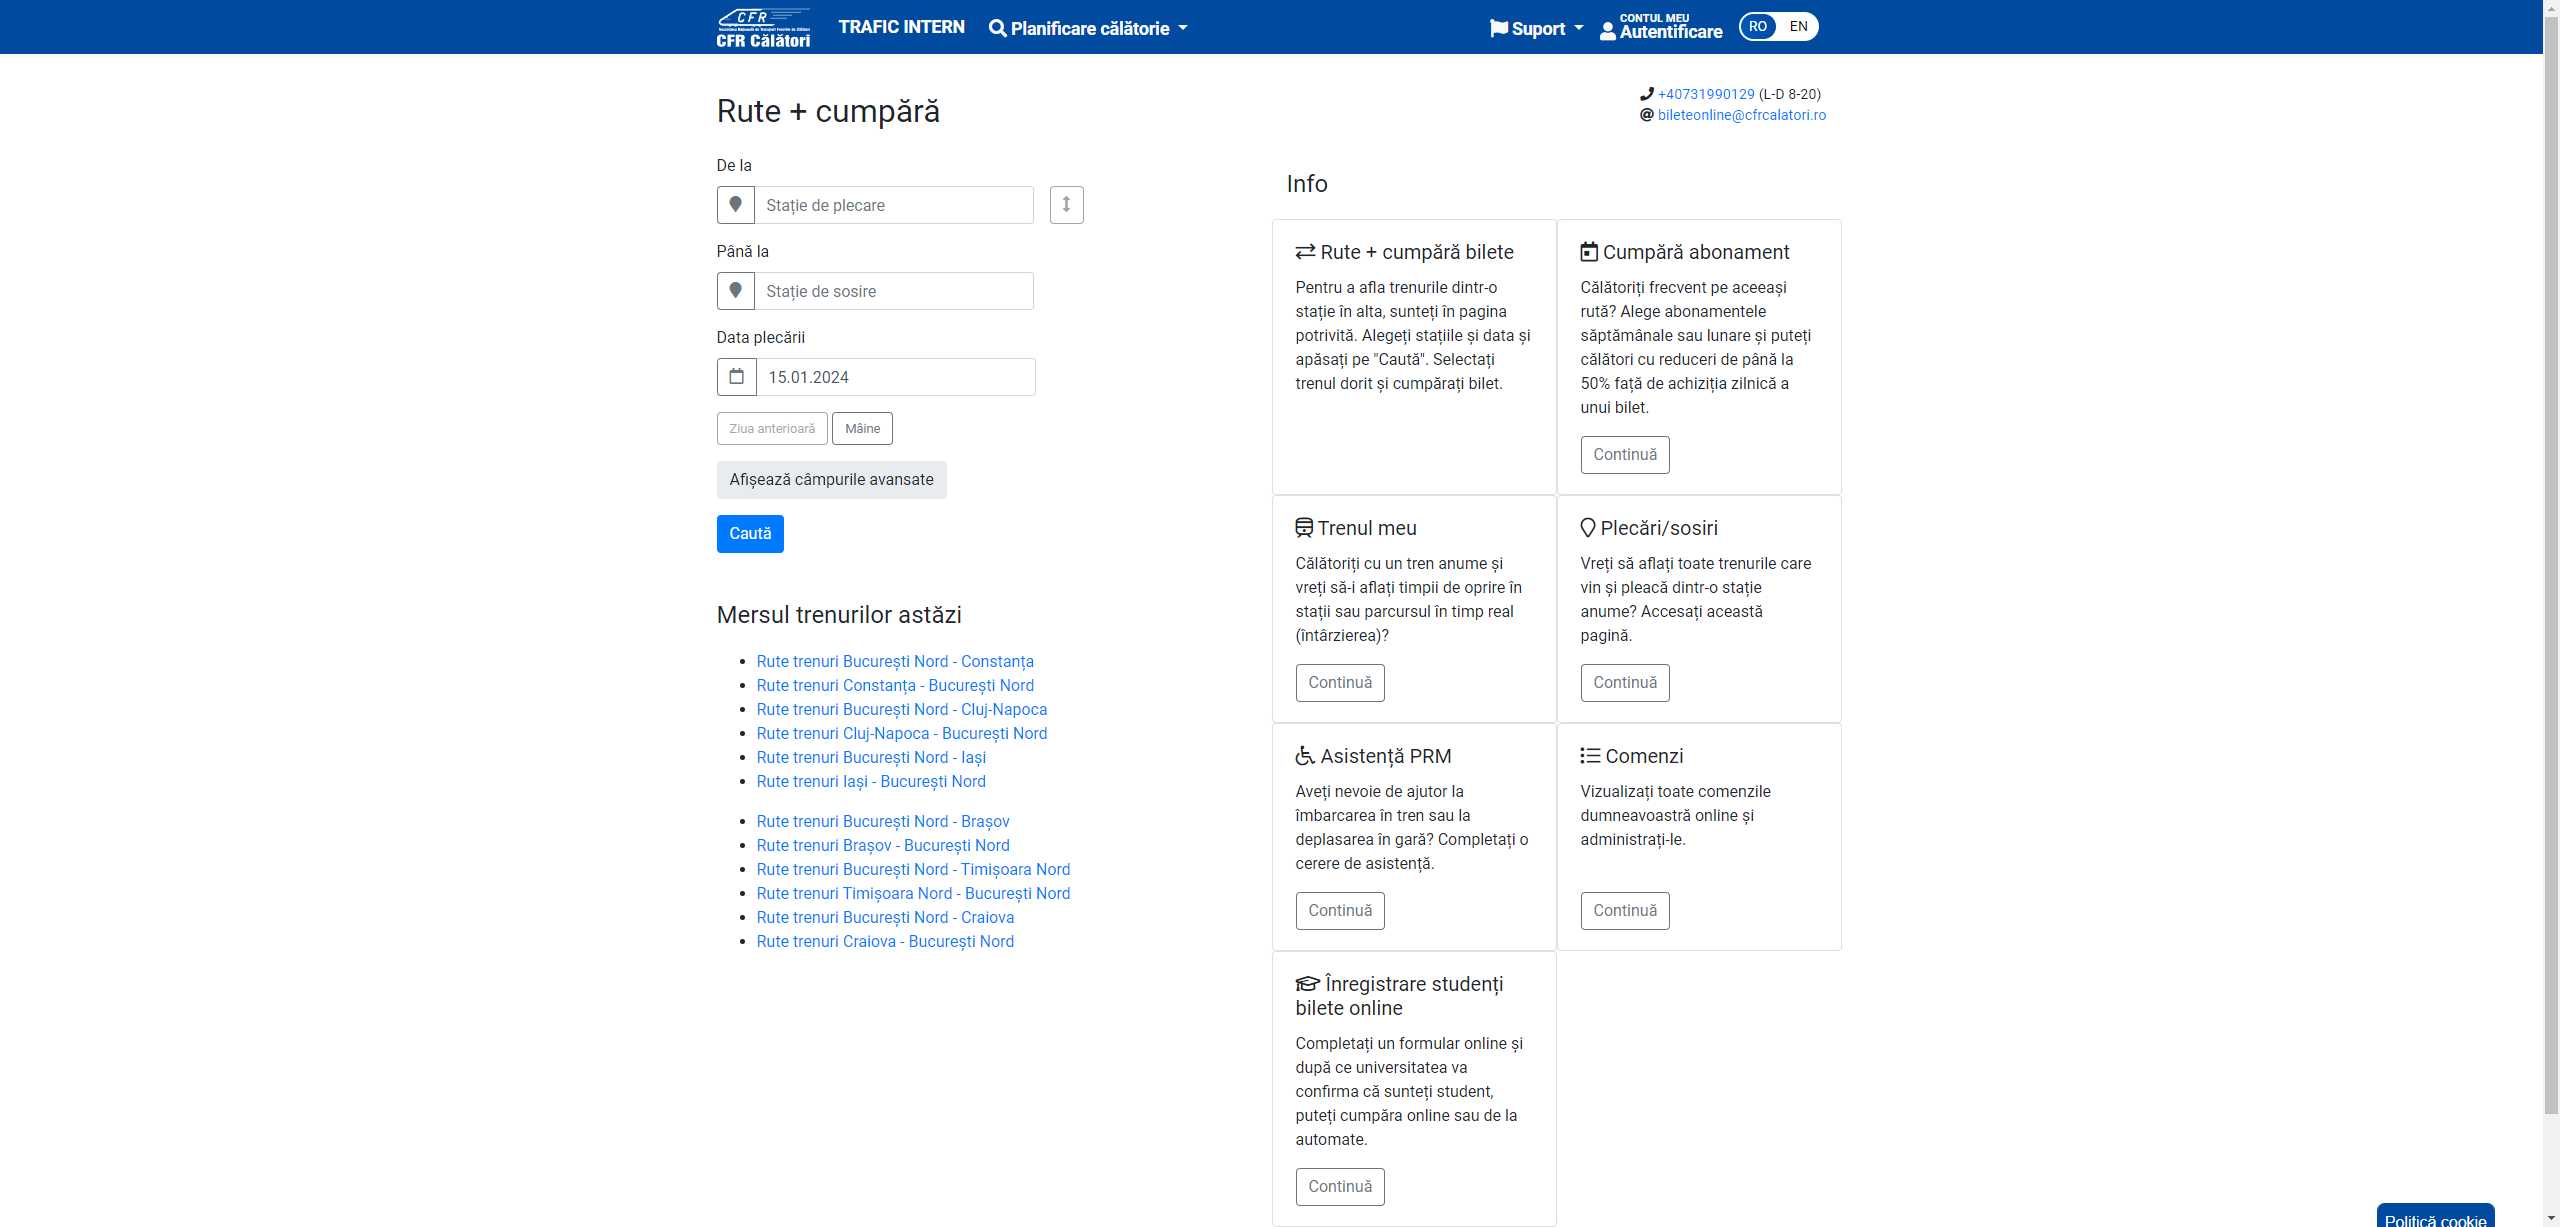 CFR
CFR Călători
TRAFIC INTERN
Planificare călătorie
Suport
CONTUL MEU
Autentificare
RO
EN
Rute + cumpără
+40731990129 (L-D 8-20)
bileteonline@cfrcalatori.ro
De la
Stație de plecare
Până la
Stație de sosire
Data plecării
15.01.2024
Ziua anterioară
Mâine
Afișează câmpurile avansate
Caută
Mersul trenurilor astăzi
Rute trenuri București Nord - Constanța
Rute trenuri Constanța - București Nord
Rute trenuri București Nord - Cluj-Napoca
Rute trenuri Cluj-Napoca - București Nord
Rute trenuri București Nord - Iași
Rute trenuri Iași - București Nord
Rute trenuri București Nord - Brașov
Rute trenuri Brașov - București Nord
Rute trenuri București Nord - Timișoara Nord
Rute trenuri Timișoara Nord - București Nord
Rute trenuri București Nord - Craiova
Rute trenuri Craiova - București Nord
Info
Rute + cumpără bilete
Pentru a afla trenurile dintr-o
stație în alta, sunteți în pagina
potrivită. Alegeți stațiile și data și
apăsați pe "Caută". Selectați
trenul dorit și cumpărați bilet.
Cumpără abonament
Călătoriți frecvent pe aceeași
rută? Alege abonamentele
săptămânale sau lunare și puteți
călători cu reduceri de până la
50% față de achiziția zilnică a
unui bilet.
Continuă
Trenul meu
Călătoriți cu un tren anume și
vreți să-i aflați timpii de oprire în
stații sau parcursul în timp real
(întârzierea)?
Continuă
Plecări/sosiri
Vreți să aflați toate trenurile care
vin și pleacă dintr-o stație
anume? Accesați această
pagină.
Continuă
Asistență PRM
Aveți nevoie de ajutor la
îmbarcarea în tren sau la
deplasarea în gară? Completați o
cerere de asistență.
Continuă
Comenzi
Vizualizați toate comenzile
dumneavoastră online și
administrați-le.
Continuă
Înregistrare studenți
bilete online
Completați un formular online și
după ce universitatea va
confirma că sunteți student,
puteți cumpăra online sau de la
automate.
Continuă
Politică cookie